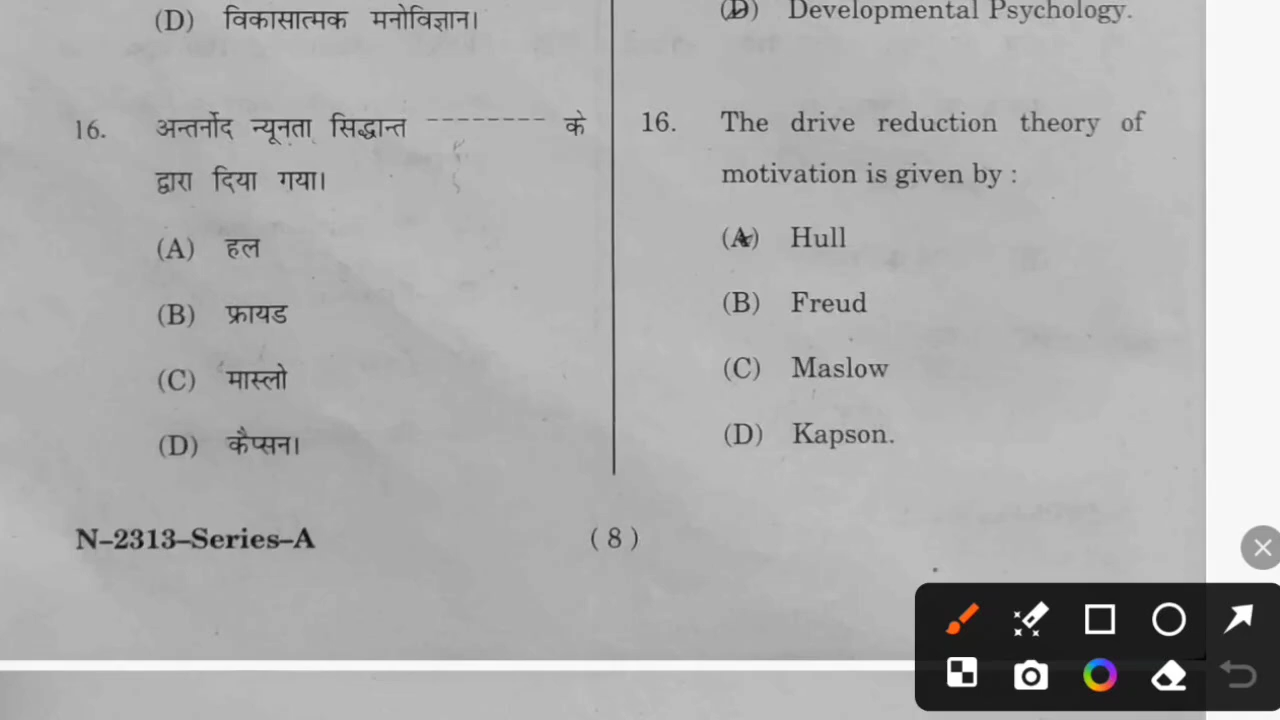 (D) विकासात्मक मनोविज्ञान।
16. अन्तर्नोद न्यूनता सिद्धान्त --------- के
द्वारा दिया गया।
(A) हल
(B) फ्रायड
(C) मास्लो
(D) कैप्सन।
(D) Developmental Psychology.
16. The drive reduction theory of
motivation is given by :
(A) Hull
(B) Freud
(C) Maslow
(D) Kapson.
N–2313–Series–A ( 8 )